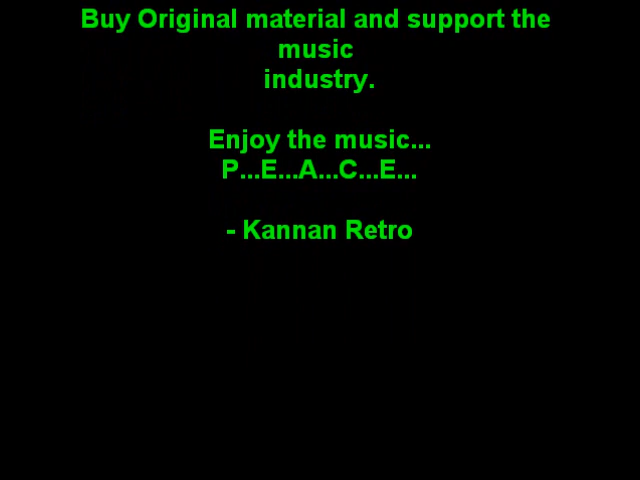 Buy Original material and support the
music
industry.
Enjoy the music...
P...E...A...C...E...
- Kannan Retro